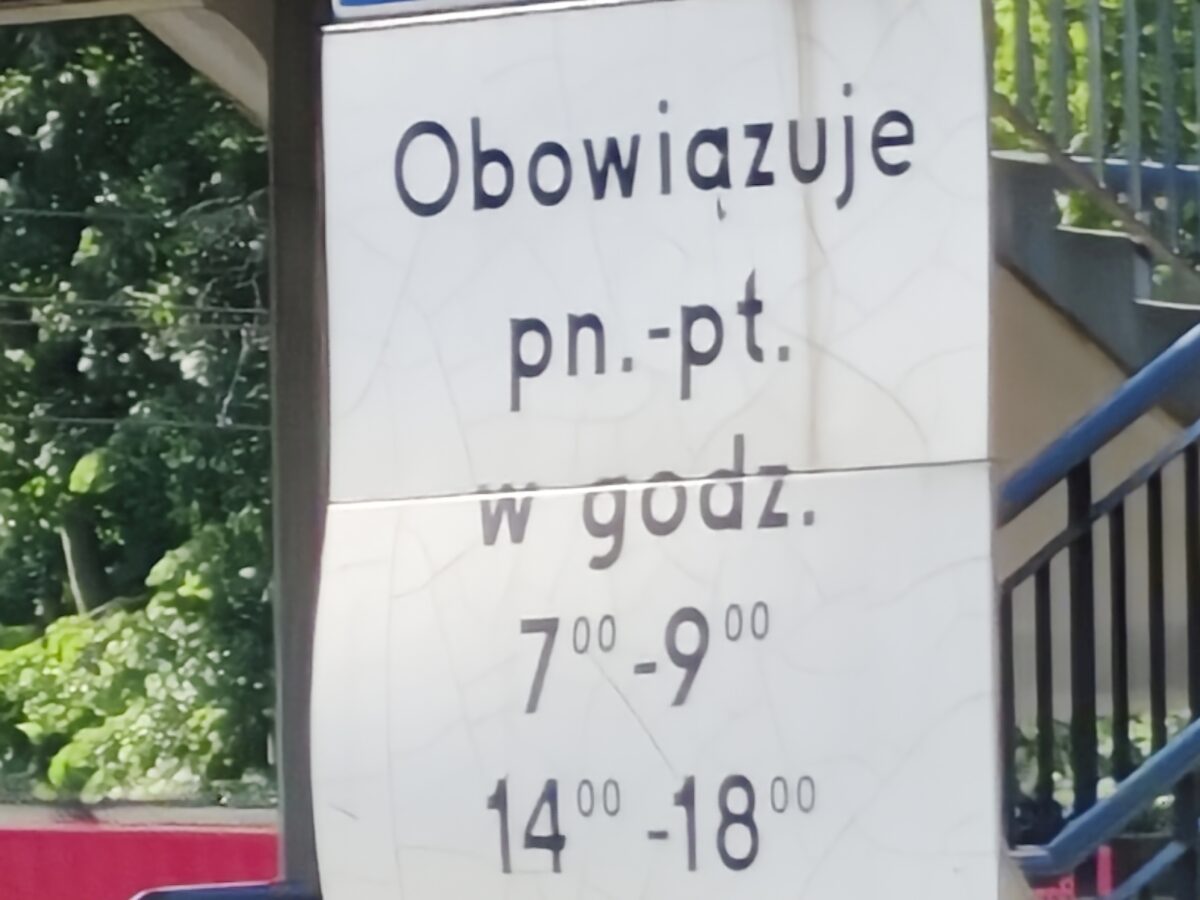 Obowiązuje
pn.-pt.
w godz.
7⁰⁰-9⁰⁰
14⁰⁰-18⁰⁰